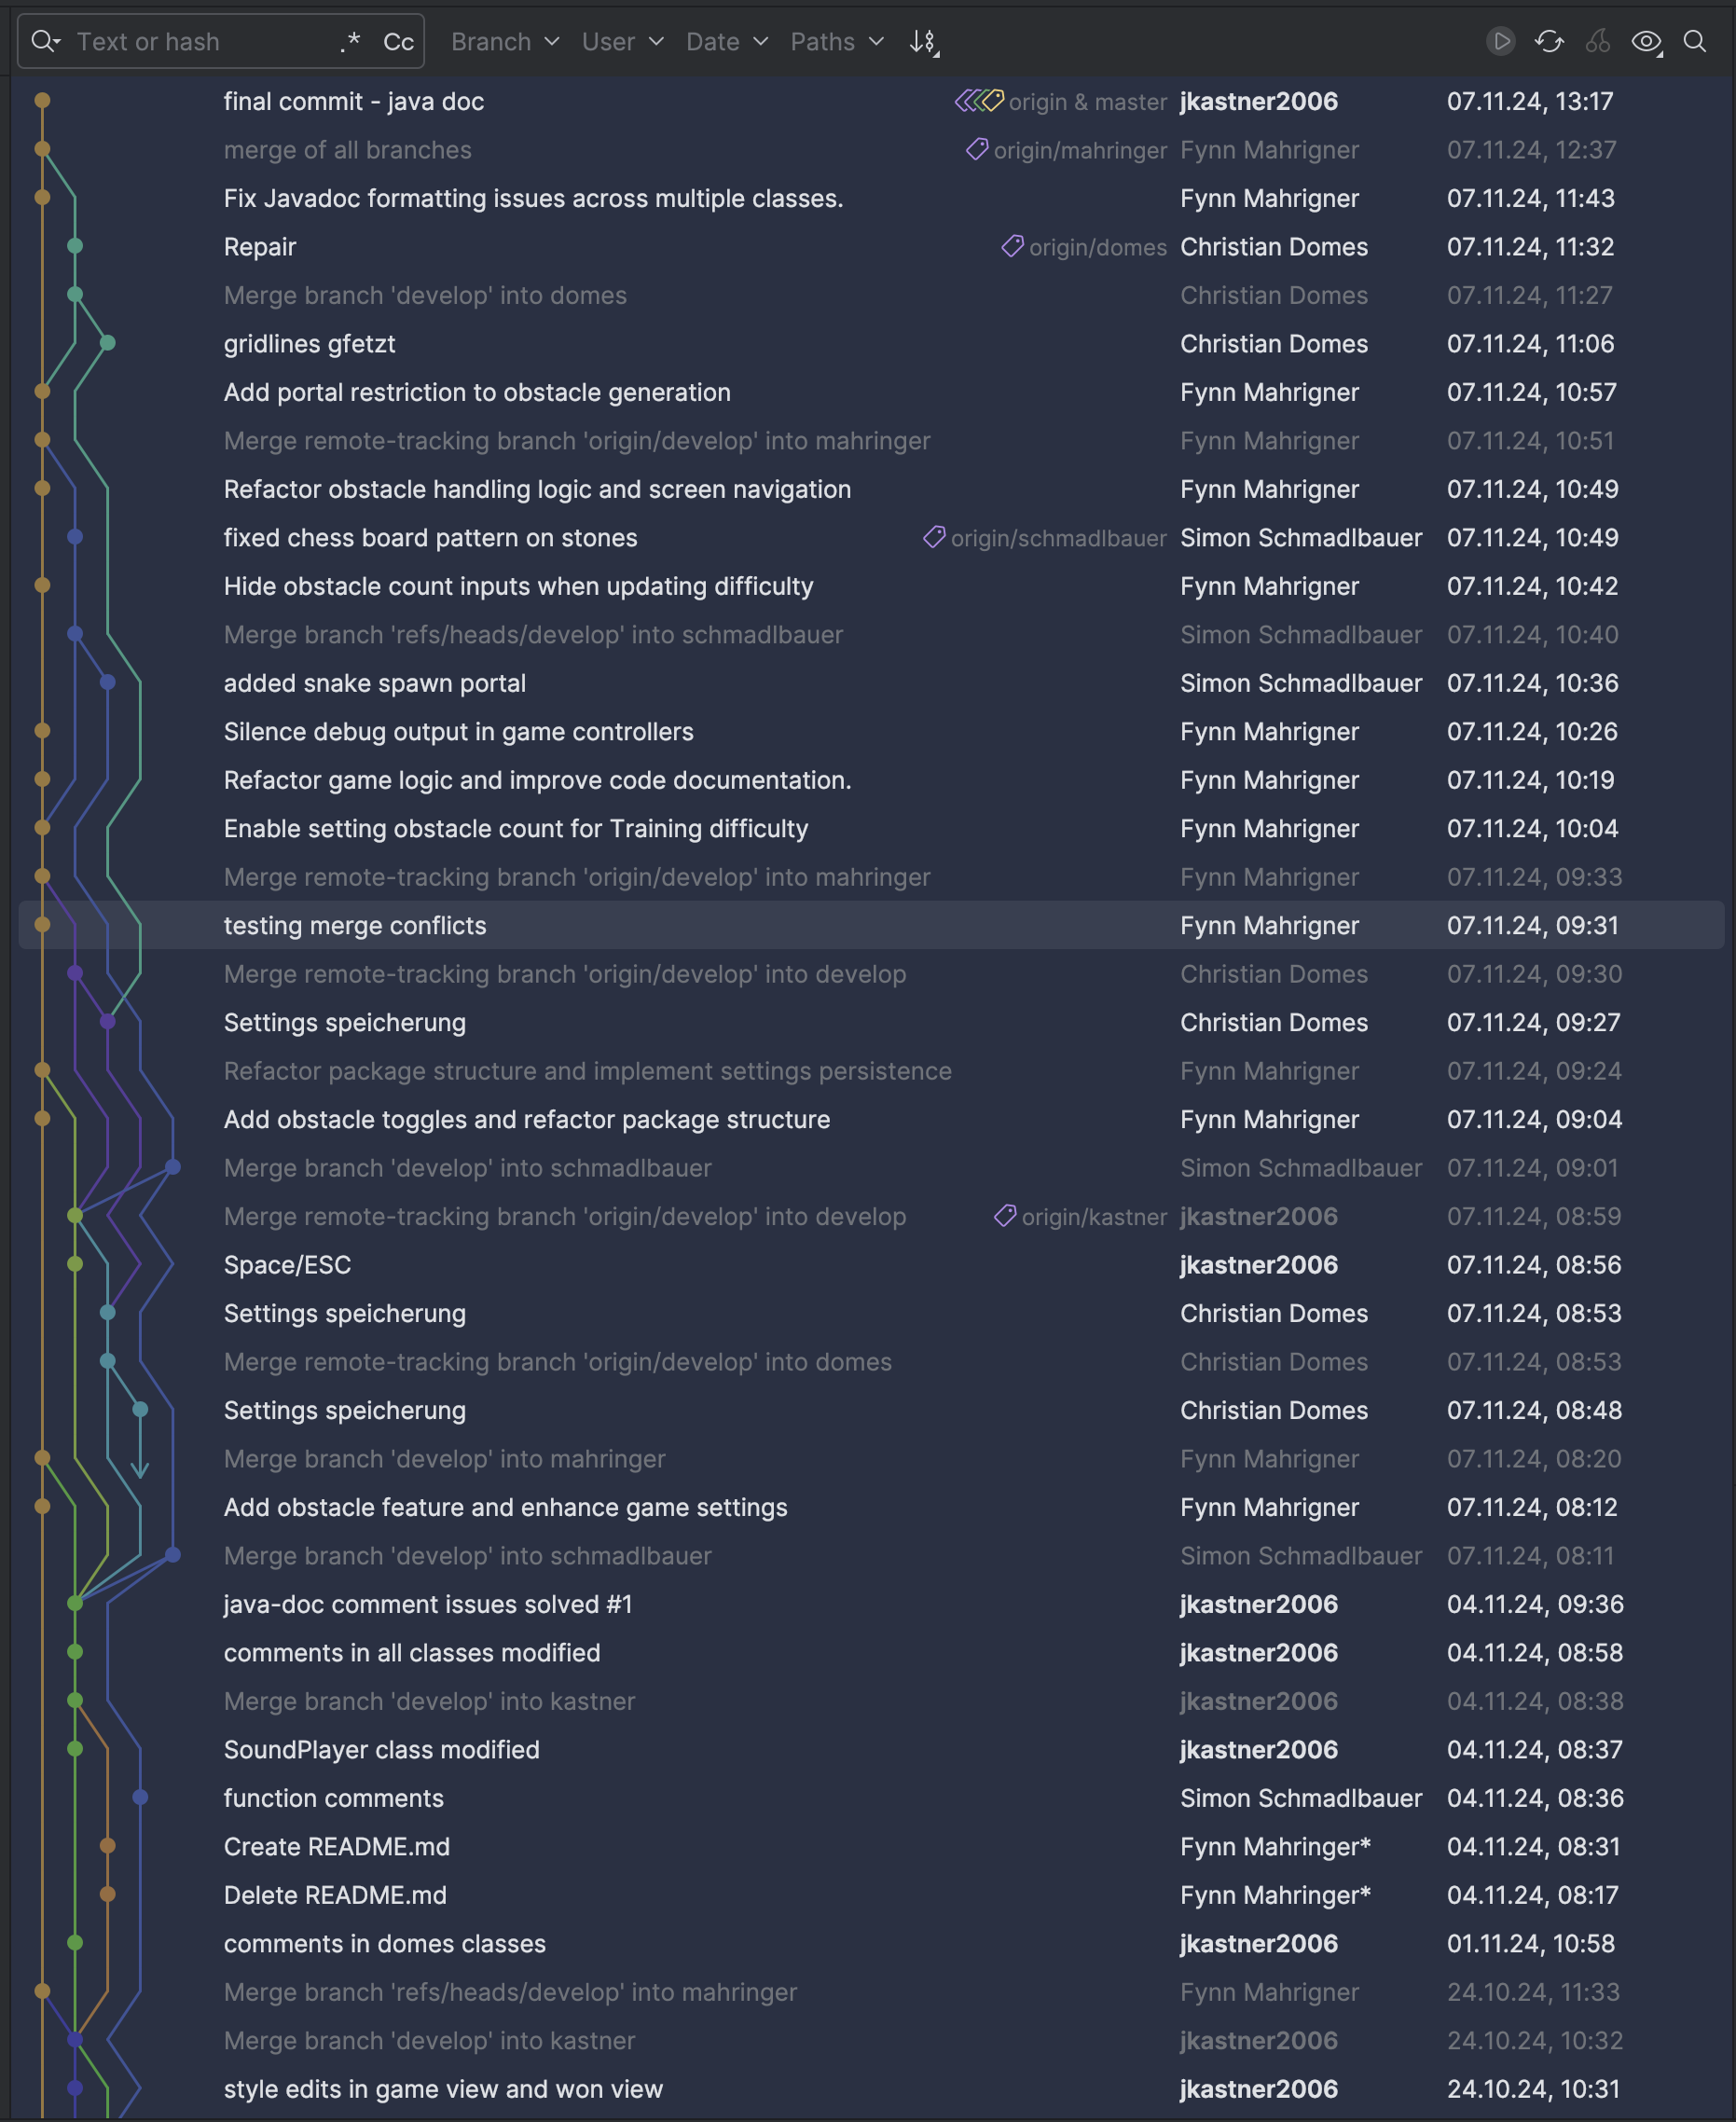 Text or hash .* Cc Branch User Date Paths
final commit - java doc origin & master jkastner2006 07.11.24, 13:17
merge of all branches origin/mahringer Fynn Mahrigner 07.11.24, 12:37
Fix Javadoc formatting issues across multiple classes. Fynn Mahrigner 07.11.24, 11:43
Repair origin/domes Christian Domes 07.11.24, 11:32
Merge branch 'develop' into domes Christian Domes 07.11.24, 11:27
gridlines gfetzt Christian Domes 07.11.24, 11:06
Add portal restriction to obstacle generation Fynn Mahrigner 07.11.24, 10:57
Merge remote-tracking branch 'origin/develop' into mahringer Fynn Mahrigner 07.11.24, 10:51
Refactor obstacle handling logic and screen navigation Fynn Mahrigner 07.11.24, 10:49
fixed chess board pattern on stones origin/schmadlbauer Simon Schmadlbauer 07.11.24, 10:49
Hide obstacle count inputs when updating difficulty Fynn Mahrigner 07.11.24, 10:42
Merge branch 'refs/heads/develop' into schmadlbauer Simon Schmadlbauer 07.11.24, 10:40
added snake spawn portal Simon Schmadlbauer 07.11.24, 10:36
Silence debug output in game controllers Fynn Mahrigner 07.11.24, 10:26
Refactor game logic and improve code documentation. Fynn Mahrigner 07.11.24, 10:19
Enable setting obstacle count for Training difficulty Fynn Mahrigner 07.11.24, 10:04
Merge remote-tracking branch 'origin/develop' into mahringer Fynn Mahrigner 07.11.24, 09:33
testing merge conflicts Fynn Mahrigner 07.11.24, 09:31
Merge remote-tracking branch 'origin/develop' into develop Christian Domes 07.11.24, 09:30
Settings speicherung Christian Domes 07.11.24, 09:27
Refactor package structure and implement settings persistence Fynn Mahrigner 07.11.24, 09:24
Add obstacle toggles and refactor package structure Fynn Mahrigner 07.11.24, 09:04
Merge branch 'develop' into schmadlbauer Simon Schmadlbauer 07.11.24, 09:01
Merge remote-tracking branch 'origin/develop' into develop origin/kastner jkastner2006 07.11.24, 08:59
Space/ESC jkastner2006 07.11.24, 08:56
Settings speicherung Christian Domes 07.11.24, 08:53
Merge remote-tracking branch 'origin/develop' into domes Christian Domes 07.11.24, 08:53
Settings speicherung Christian Domes 07.11.24, 08:48
Merge branch 'develop' into mahringer Fynn Mahrigner 07.11.24, 08:20
Add obstacle feature and enhance game settings Fynn Mahrigner 07.11.24, 08:12
Merge branch 'develop' into schmadlbauer Simon Schmadlbauer 07.11.24, 08:11
java-doc comment issues solved #1 jkastner2006 04.11.24, 09:36
comments in all classes modified jkastner2006 04.11.24, 08:58
Merge branch 'develop' into kastner jkastner2006 04.11.24, 08:38
SoundPlayer class modified jkastner2006 04.11.24, 08:37
function comments Simon Schmadlbauer 04.11.24, 08:36
Create README.md Fynn Mahringer* 04.11.24, 08:31
Delete README.md Fynn Mahringer* 04.11.24, 08:17
comments in domes classes jkastner2006 01.11.24, 10:58
Merge branch 'refs/heads/develop' into mahringer Fynn Mahrigner 24.10.24, 11:33
Merge branch 'develop' into kastner jkastner2006 24.10.24, 10:32
style edits in game view and won view jkastner2006 24.10.24, 10:31